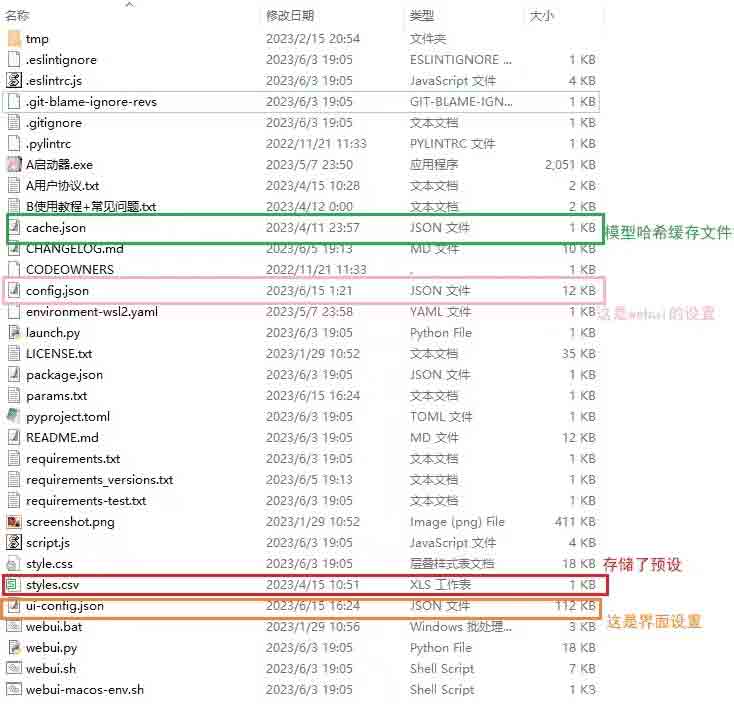 名称 修改日期 类型 大小
tmp 2023/2/15 20:54 文件夹
.eslintignore 2023/6/3 19:05 ESLINTIGNORE ... 1 KB
.eslintrc.js 2023/6/3 19:05 JavaScript 文件 4 KB
.git-blame-ignore-revs 2023/6/3 19:05 GIT-BLAME-IGN... 1 KB
.gitignore 2023/6/3 19:05 文本文档 1 KB
.pylintrc 2022/11/21 11:33 PYLINTRC 文件 1 KB
A启动器.exe 2023/5/7 23:50 应用程序 2,051 KB
A用户协议.txt 2023/4/15 10:28 文本文档 2 KB
B使用教程+常见问题.txt 2023/4/12 0:00 文本文档 2 KB
cache.json 2023/4/11 23:57 JSON 文件 1 KB 模型哈希缓存文件
CHANGELOG.md 2023/6/5 19:13 MD 文件 10 KB
CODEOWNERS 2022/11/21 11:33 . 1 KB
config.json 2023/6/15 1:21 JSON 文件 12 KB
environment-wsl2.yaml 2023/5/7 23:58 YAML 文件 1 KB 这是webui的设置
launch.py 2023/6/3 19:05 Python File 1 KB
LICENSE.txt 2023/1/29 10:52 文本文档 35 KB
package.json 2023/6/3 19:05 JSON 文件 1 KB
params.txt 2023/6/15 16:24 文本文档 1 KB
pyproject.toml 2023/6/3 19:05 TOML 文件 1 KB
README.md 2023/6/3 19:05 MD 文件 12 KB
requirements.txt 2023/6/3 19:05 文本文档 1 KB
requirements_versions.txt 2023/6/5 19:13 文本文档 1 KB
requirements-test.txt 2023/6/3 19:05 文本文档 1 KB
screenshot.png 2023/1/29 10:52 Image (png) File 411 KB
script.js 2023/6/3 19:05 JavaScript 文件 4 KB
style.css 2023/6/3 19:05 层叠样式表文档 18 KB 存储了预设
styles.csv 2023/4/15 10:51 XLS 工作表 1 KB
ui-config.json 2023/6/15 16:24 JSON 文件 112 KB 这是界面设置
webui.bat 2023/1/29 10:56 Windows 批处理... 3 KB
webui.py 2023/6/3 19:05 Python File 18 KB
webui.sh 2023/6/3 19:05 Shell Script 7 KB
webui-macos-env.sh 2023/6/3 19:05 Shell Script 1 KB